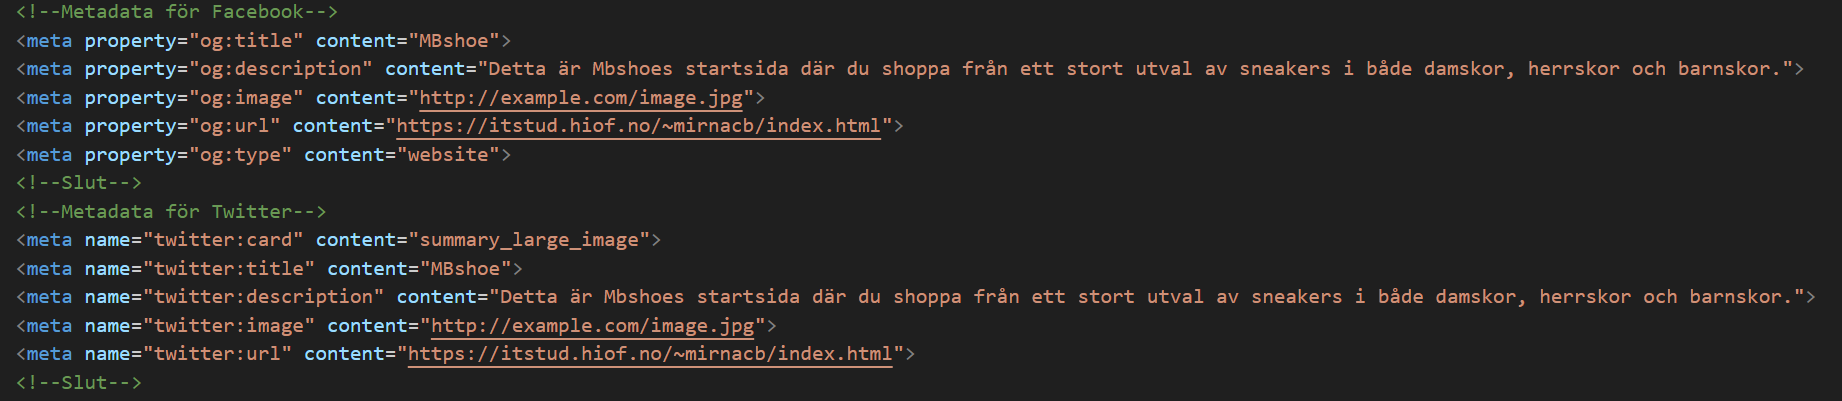 <!--Metadata för Facebook-->
<meta property="og:title" content="MBshoe">
<meta property="og:description" content="Detta är Mbshoes startsida där du shoppa från ett stort utval av sneakers i både damskor, herrskor och barnskor.">
<meta property="og:image" content="http://example.com/image.jpg">
<meta property="og:url" content="https://itstud.hiof.no/~mirnacb/index.html">
<meta property="og:type" content="website">
<!--Slut-->
<!--Metadata för Twitter-->
<meta name="twitter:card" content="summary_large_image">
<meta name="twitter:title" content="MBshoe">
<meta name="twitter:description" content="Detta är Mbshoes startsida där du shoppa från ett stort utval av sneakers i både damskor, herrskor och barnskor.">
<meta name="twitter:image" content="http://example.com/image.jpg">
<meta name="twitter:url" content="https://itstud.hiof.no/~mirnacb/index.html">
<!--Slut-->